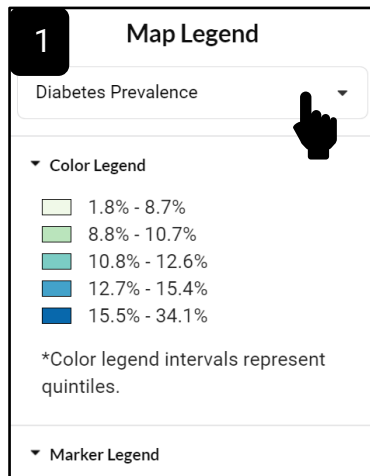 1
Map Legend
Diabetes Prevalence
Color Legend
1.8% - 8.7%
8.8% - 10.7%
10.8% - 12.6%
12.7% - 15.4%
15.5% - 34.1%
*Color legend intervals represent
quintiles.
Marker Legend